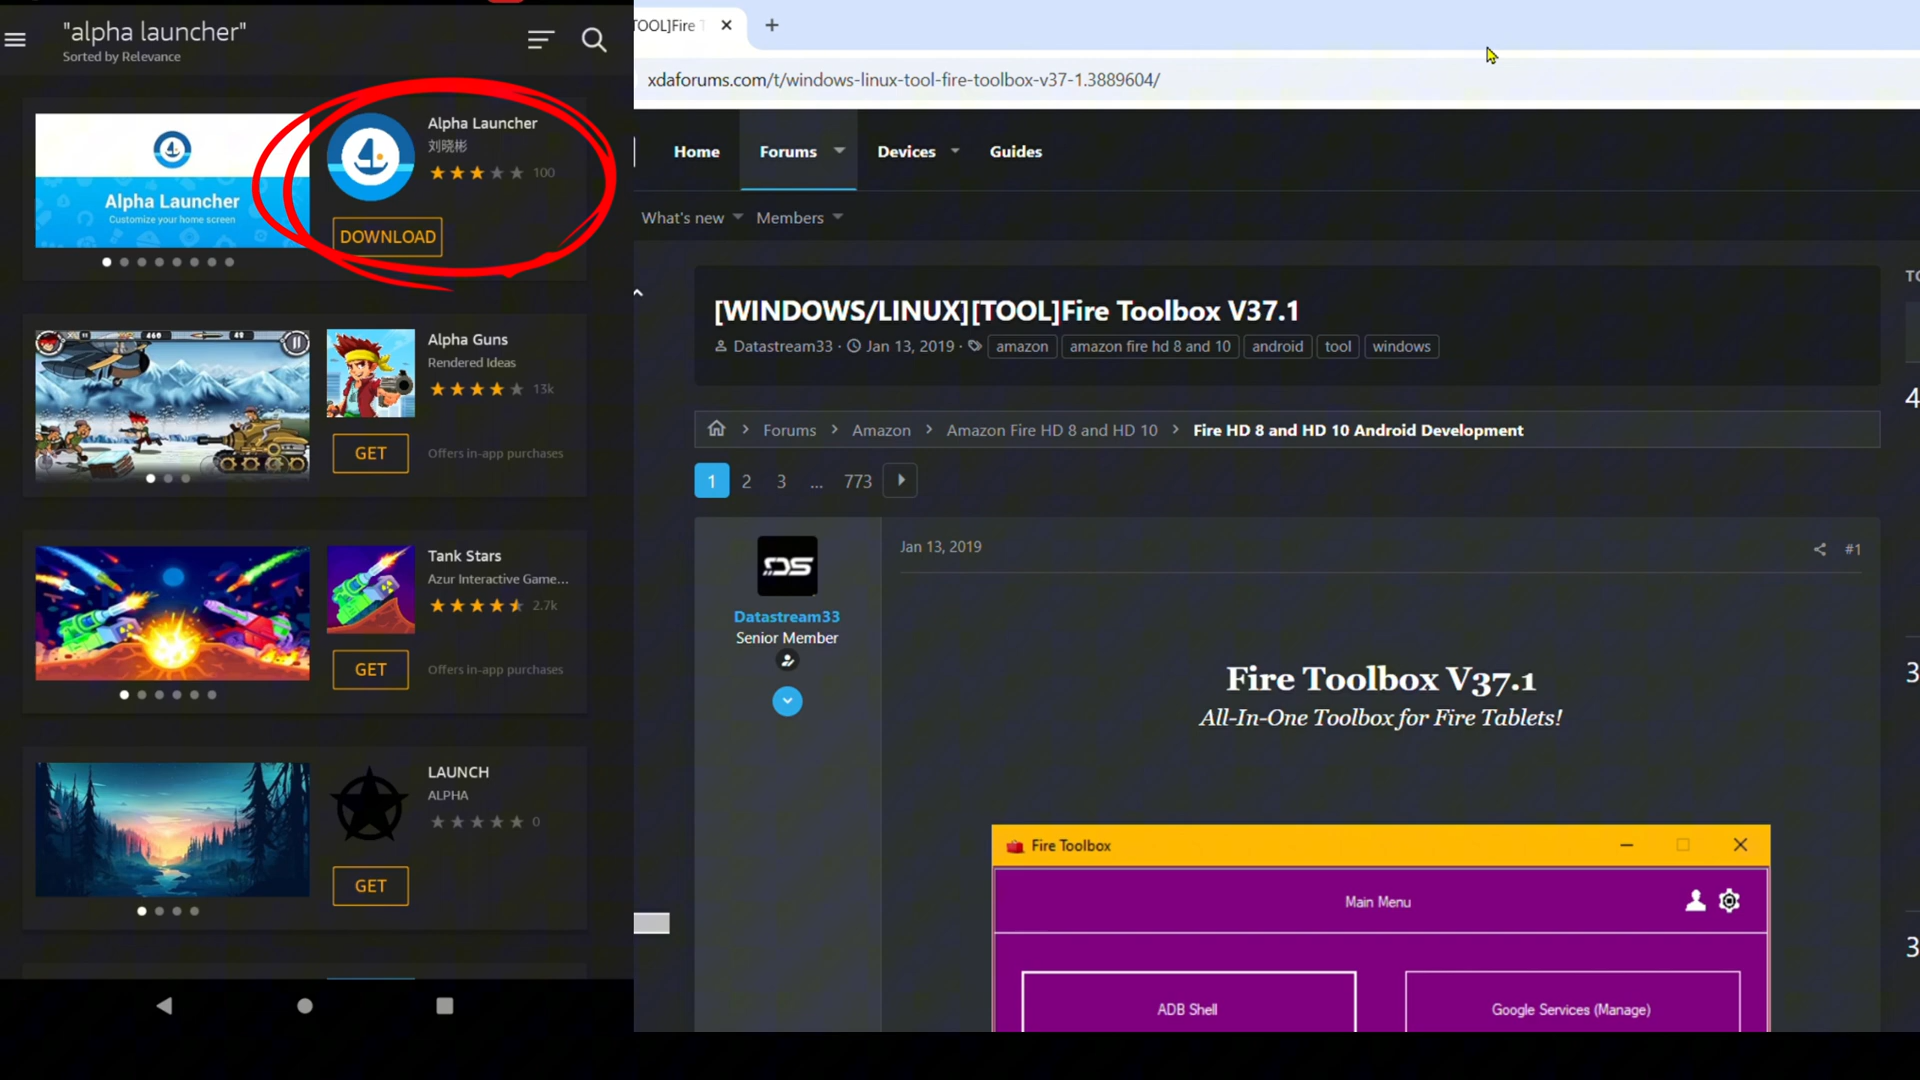 "alpha launcher"
Sorted by Relevance
Alpha Launcher
Customize your home screen
Alpha Launcher
刘晓彬
100
DOWNLOAD
Alpha Guns
Rendered Ideas
13k
GET
Offers in-app purchases
Tank Stars
Azur Interactive Game...
2.7k
GET
Offers in-app purchases
LAUNCH
ALPHA
0
GET
TOOL]Fire
xdaforums.com/t/windows-linux-tool-fire-toolbox-v37-1.3889604/
Home Forums Devices Guides
What's new Members
[WINDOWS/LINUX][TOOL]Fire Toolbox V37.1
Datastream33 · Jan 13, 2019 · amazon amazon fire hd 8 and 10 android tool windows
Forums Amazon Amazon Fire HD 8 and HD 10 Fire HD 8 and HD 10 Android Development
1 2 3 ... 773
SDS
Datastream33
Senior Member
Jan 13, 2019
#1
Fire Toolbox V37.1
All-In-One Toolbox for Fire Tablets!
Fire Toolbox
Main Menu
ADB Shell
Google Services (Manage)